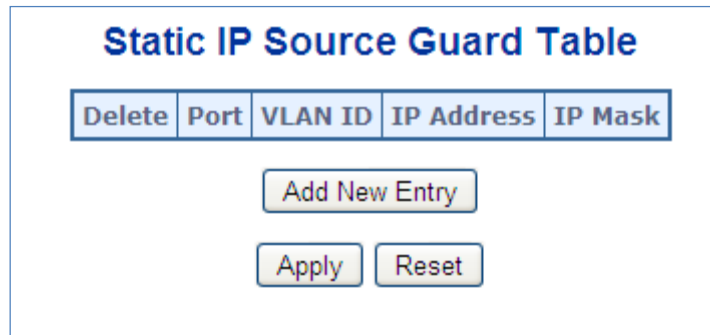 Static IP Source Guard Table
Delete Port VLAN ID IP Address IP Mask
Add New Entry
Apply Reset